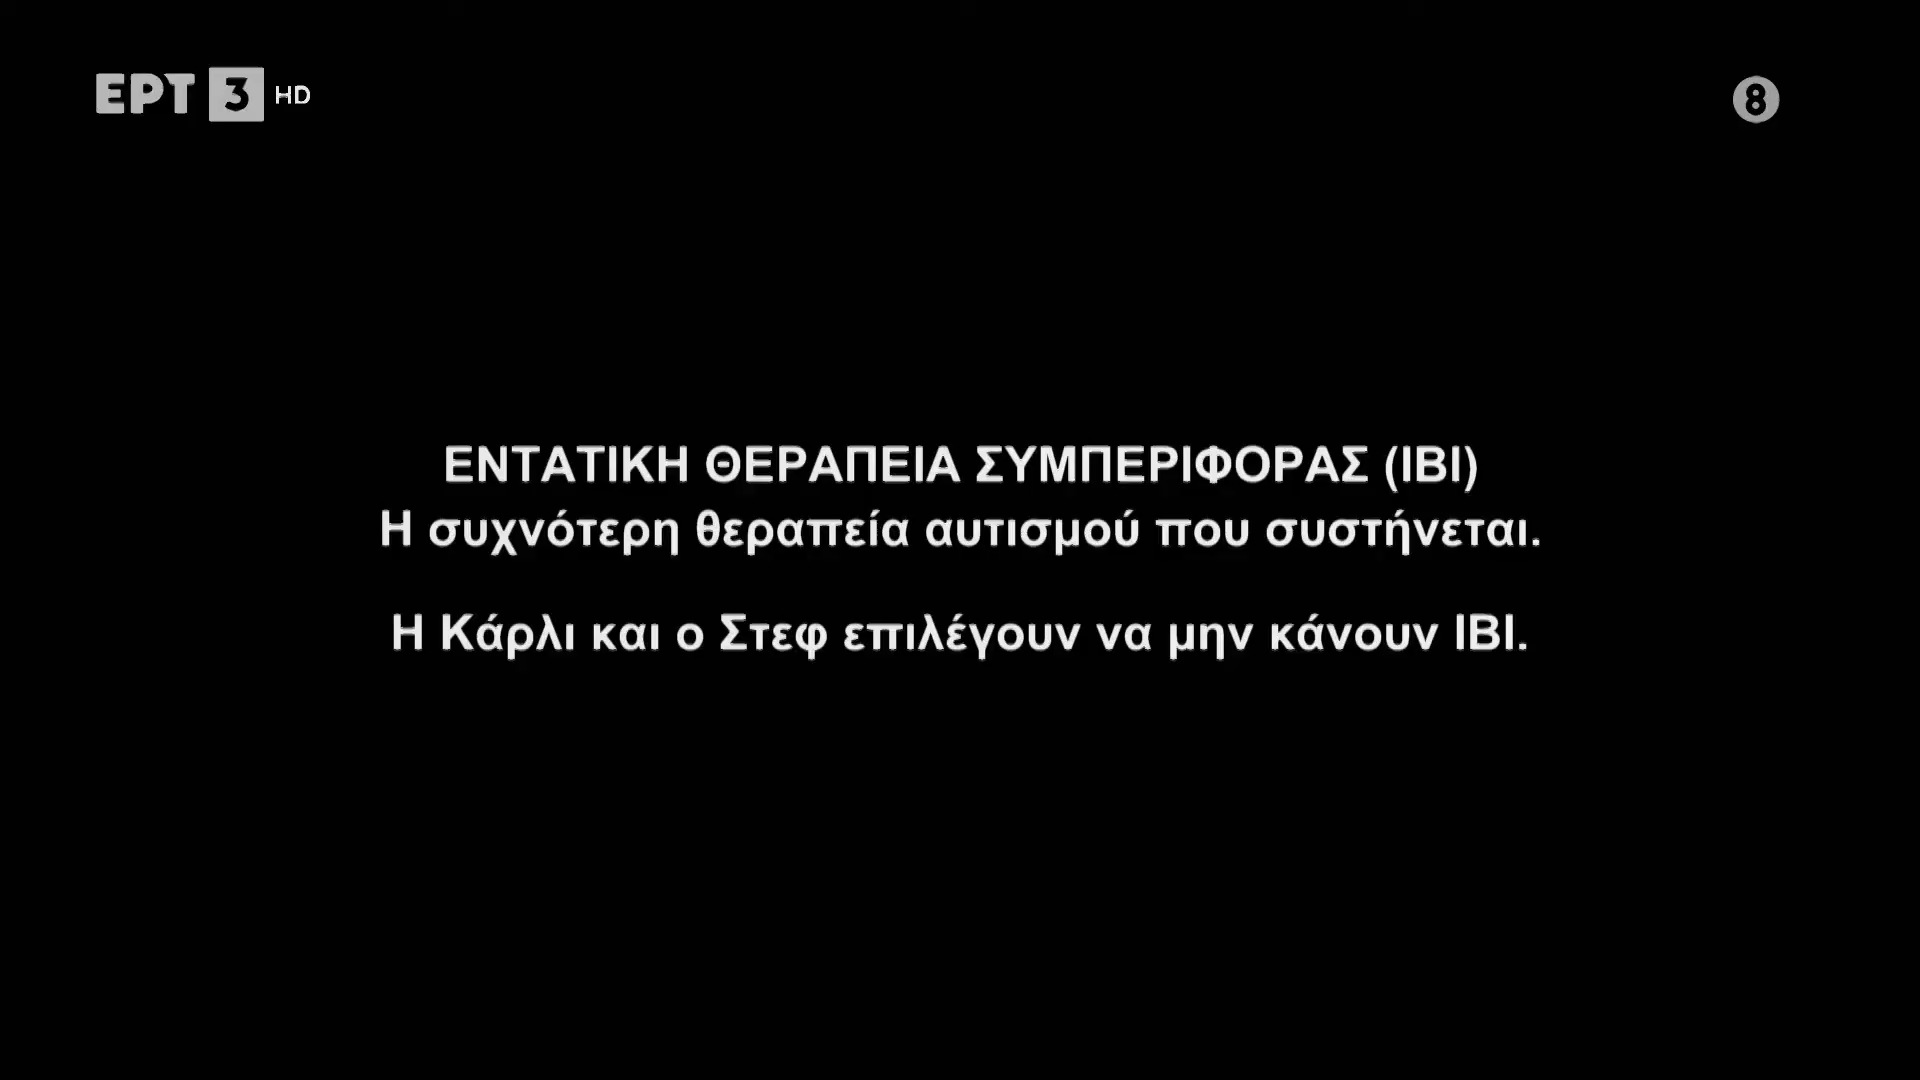 ΕΡΤ 3 HD
8
ΕΝΤΑΤΙΚΗ ΘΕΡΑΠΕΙΑ ΣΥΜΠΕΡΙΦΟΡΑΣ (IBI)
Η συχνότερη θεραπεία αυτισμού που συστήνεται.
Η Κάρλι και ο Στεφ επιλέγουν να μην κάνουν IBI.